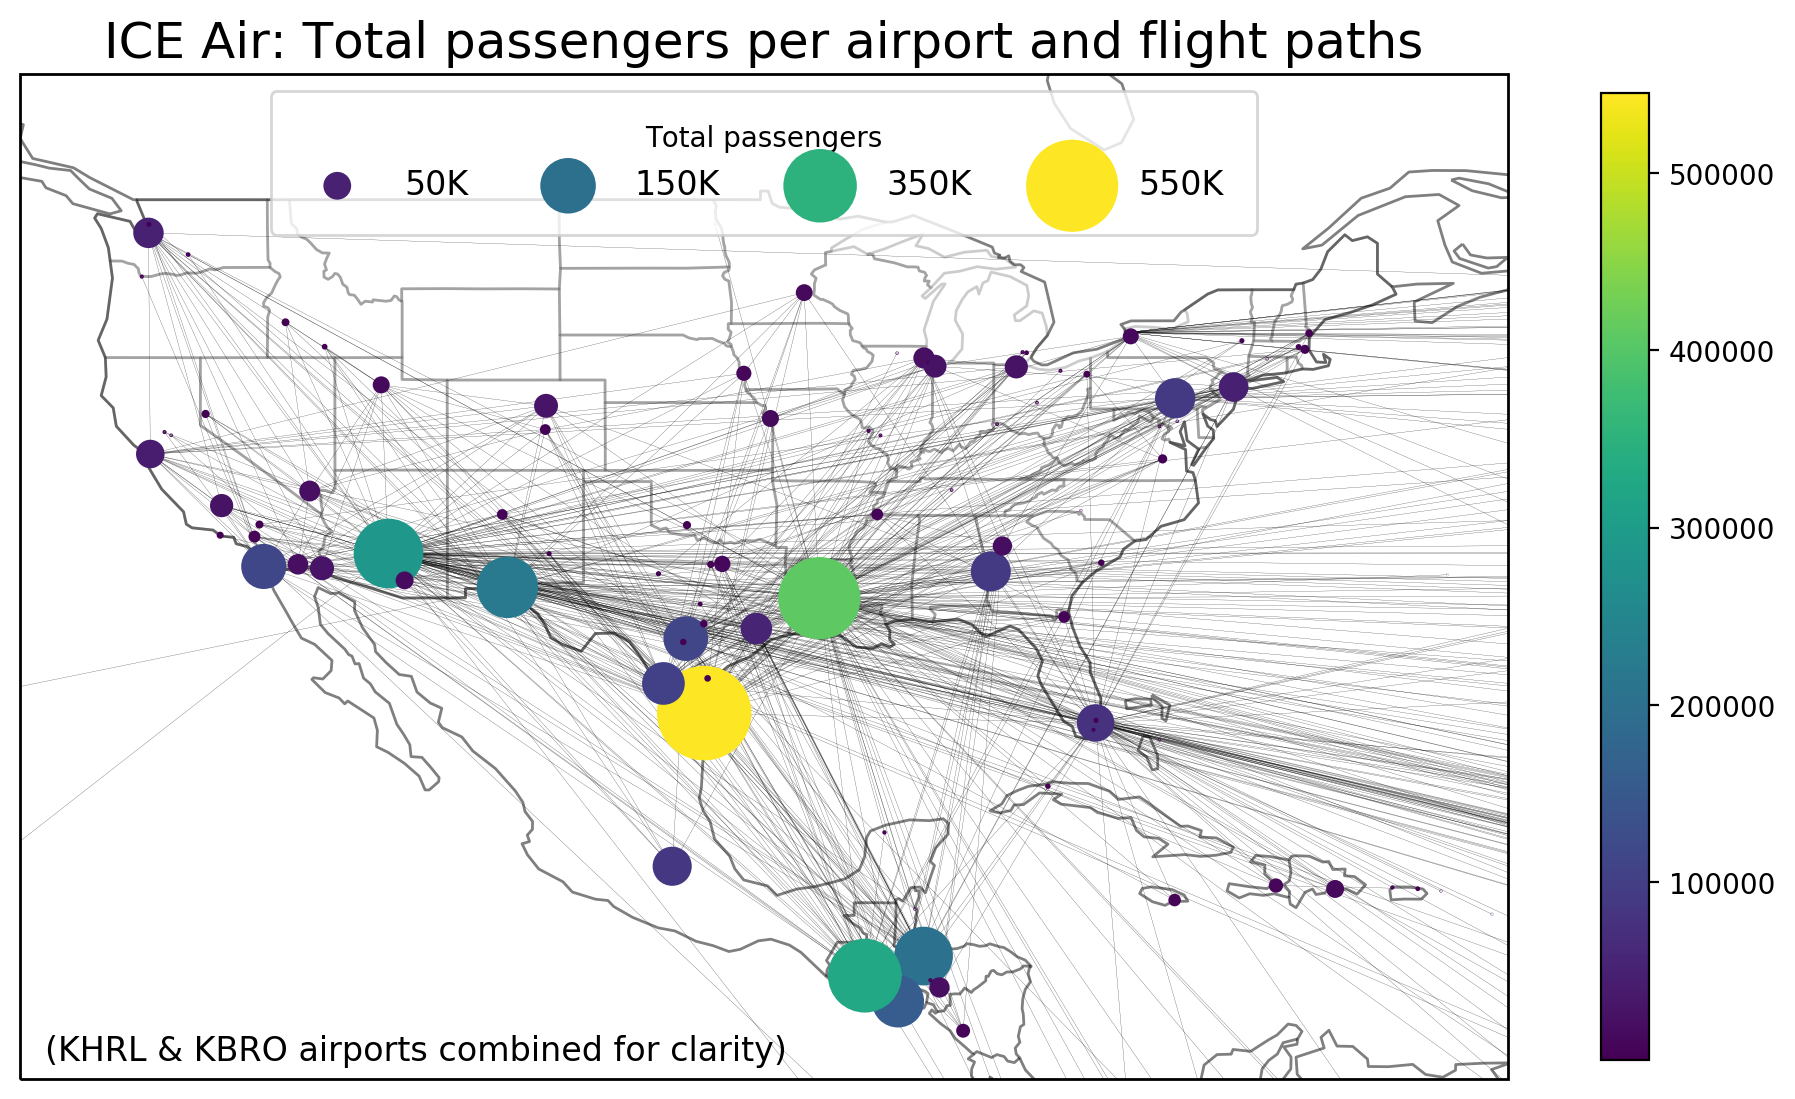 ICE Air: Total passengers per airport and flight paths
Total passengers
50K 150K 350K 550K
500000
400000
300000
200000
100000
(KHRL & KBRO airports combined for clarity)